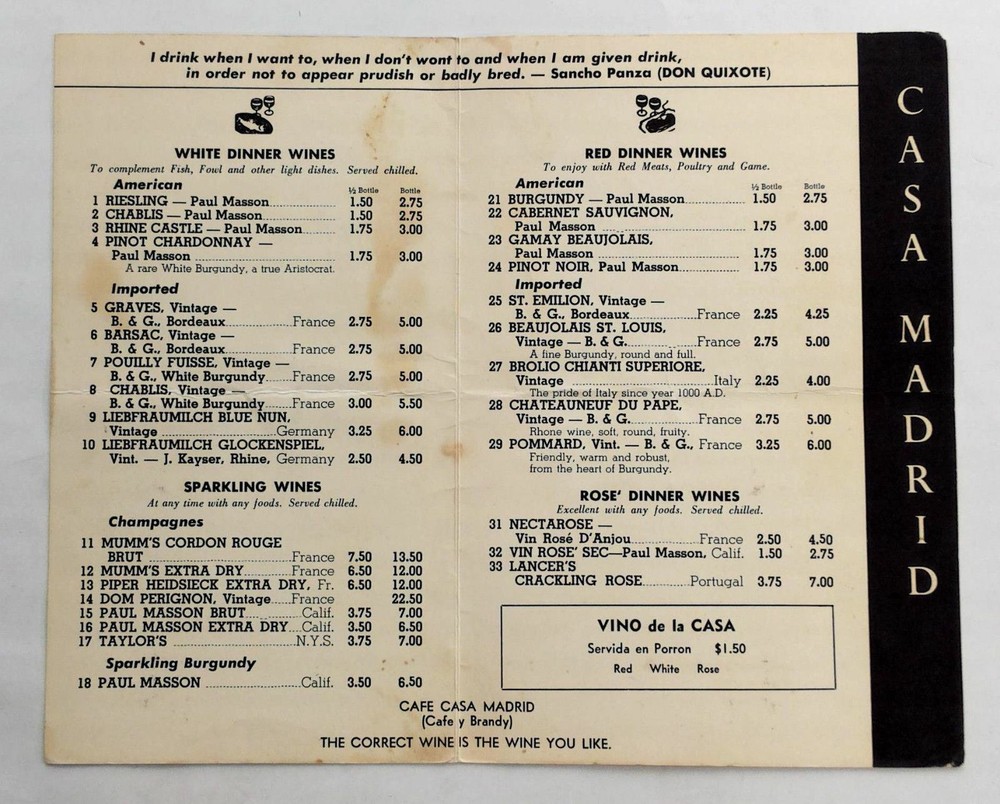 I drink when I want to, when I don't wont to and when I am given drink,
in order not to appear prudish or badly bred. — Sancho Panza (DON QUIXOTE)
WHITE DINNER WINES
To complement Fish, Fowl and other light dishes. Served chilled.
American ½ Bottle Bottle
1 RIESLING — Paul Masson 1.50 2.75
2 CHABLIS — Paul Masson 1.50 2.75
3 RHINE CASTLE — Paul Masson 1.75 3.00
4 PINOT CHARDONNAY —
Paul Masson 1.75 3.00
A rare White Burgundy, a true Aristocrat.
Imported
5 GRAVES, Vintage —
B. & G., Bordeaux France 2.75 5.00
6 BARSAC, Vintage —
B. & G., Bordeaux France 2.75 5.00
7 POUILLY FUISSE, Vintage —
B. & G., White Burgundy France 2.75 5.00
8 CHABLIS, Vintage —
B. & G., White Burgundy France 3.00 5.50
9 LIEBFRAUMILCH BLUE NUN,
Vintage Germany 3.25 6.00
10 LIEBFRAUMILCH GLOCKENSPIEL,
Vint. — J. Kayser, Rhine, Germany 2.50 4.50
SPARKLING WINES
At any time with any foods. Served chilled.
Champagnes
11 MUMM'S CORDON ROUGE
BRUT France 7.50 13.50
12 MUMM'S EXTRA DRY France 6.50 12.00
13 PIPER HEIDSIECK EXTRA DRY, Fr. 6.50 12.00
14 DOM PERIGNON, Vintage France 22.50
15 PAUL MASSON BRUT Calif. 3.75 7.00
16 PAUL MASSON EXTRA DRY Calif. 3.50 6.50
17 TAYLOR'S N.Y.S. 3.75 7.00
Sparkling Burgundy
18 PAUL MASSON Calif. 3.50 6.50
RED DINNER WINES
To enjoy with Red Meats, Poultry and Game.
American ½ Bottle Bottle
21 BURGUNDY — Paul Masson 1.50 2.75
22 CABERNET SAUVIGNON,
Paul Masson 1.75 3.00
23 GAMAY BEAUJOLAIS,
Paul Masson 1.75 3.00
24 PINOT NOIR, Paul Masson 1.75 3.00
Imported
25 ST. EMILION, Vintage —
B. & G., Bordeaux France 2.25 4.25
26 BEAUJOLAIS ST. LOUIS,
Vintage — B. & G. France 2.75 5.00
A fine Burgundy, round and full.
27 BROLIO CHIANTI SUPERIORE,
Vintage Italy 2.25 4.00
The pride of Italy since year 1000 A.D.
28 CHATEAUNEUF DU PAPE,
Vintage — B. & G. France 2.75 5.00
Rhone wine, soft, round, fruity.
29 POMMARD, Vint. — B. & G., France 3.25 6.00
Friendly, warm and robust,
from the heart of Burgundy.
ROSE' DINNER WINES
Excellent with any foods. Served chilled.
31 NECTAROSE —
Vin Rosé D'Anjou France 2.50 4.50
32 VIN ROSE' SEC—Paul Masson, Calif. 1.50 2.75
33 LANCER'S
CRACKLING ROSE Portugal 3.75 7.00
VINO de la CASA
Servida en Porron $1.50
Red White Rose
CAFE CASA MADRID
(Cafe y Brandy)
THE CORRECT WINE IS THE WINE YOU LIKE.
CASA MADRID